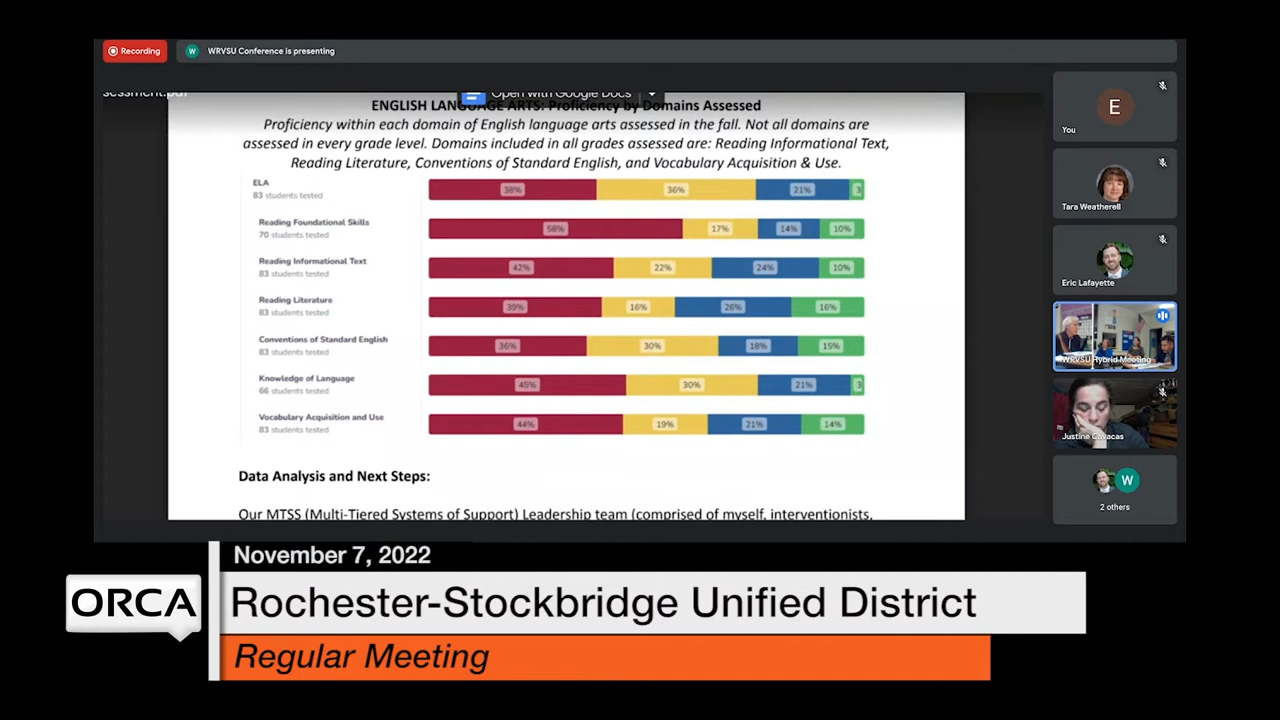 Recording
W
WRVSU Conference is presenting
Open with Google Docs
ENGLISH LANGUAGE ARTS: Proficiency by Domains Assessed
Proficiency within each domain of English language arts assessed in the fall. Not all domains are
assessed in every grade level. Domains included in all grades assessed are: Reading Informational Text,
Reading Literature, Conventions of Standard English, and Vocabulary Acquisition & Use.
ELA
83 students tested
38% 36% 21% 3
Reading Foundational Skills
70 students tested
58% 17% 14% 10%
Reading Informational Text
83 students tested
42% 22% 24% 10%
Reading Literature
83 students tested
39% 16% 26% 16%
Conventions of Standard English
83 students tested
36% 30% 18% 15%
Knowledge of Language
66 students tested
45% 30% 21% 3
Vocabulary Acquisition and Use
83 students tested
44% 19% 21% 14%
Data Analysis and Next Steps:
Our MTSS (Multi-Tiered Systems of Support) Leadership team (comprised of myself, interventionists,
E
You
Tara Weatherell
Eric Lafayette
WRVSU Hybrid Meeting
Justine Cavacas
W
2 others
November 7, 2022
ORCA
Rochester-Stockbridge Unified District
Regular Meeting